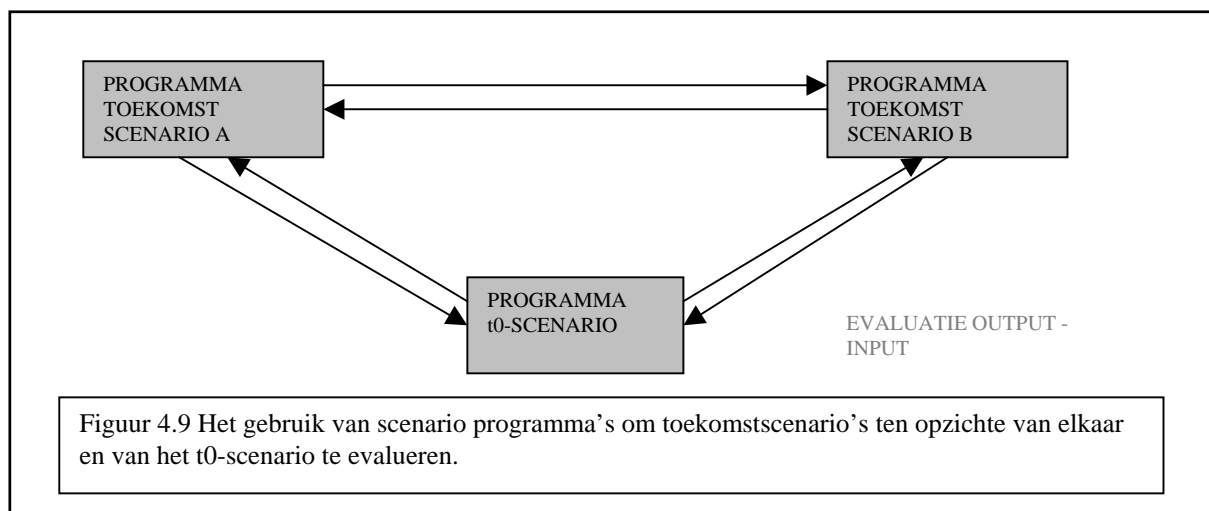 PROGRAMMA
TOEKOMST
SCENARIO A
PROGRAMMA
TOEKOMST
SCENARIO B
PROGRAMMA
t0-SCENARIO
EVALUATIE OUTPUT -
INPUT
Figuur 4.9 Het gebruik van scenario programma’s om toekomstscenario’s ten opzichte van elkaar
en van het t0-scenario te evalueren.